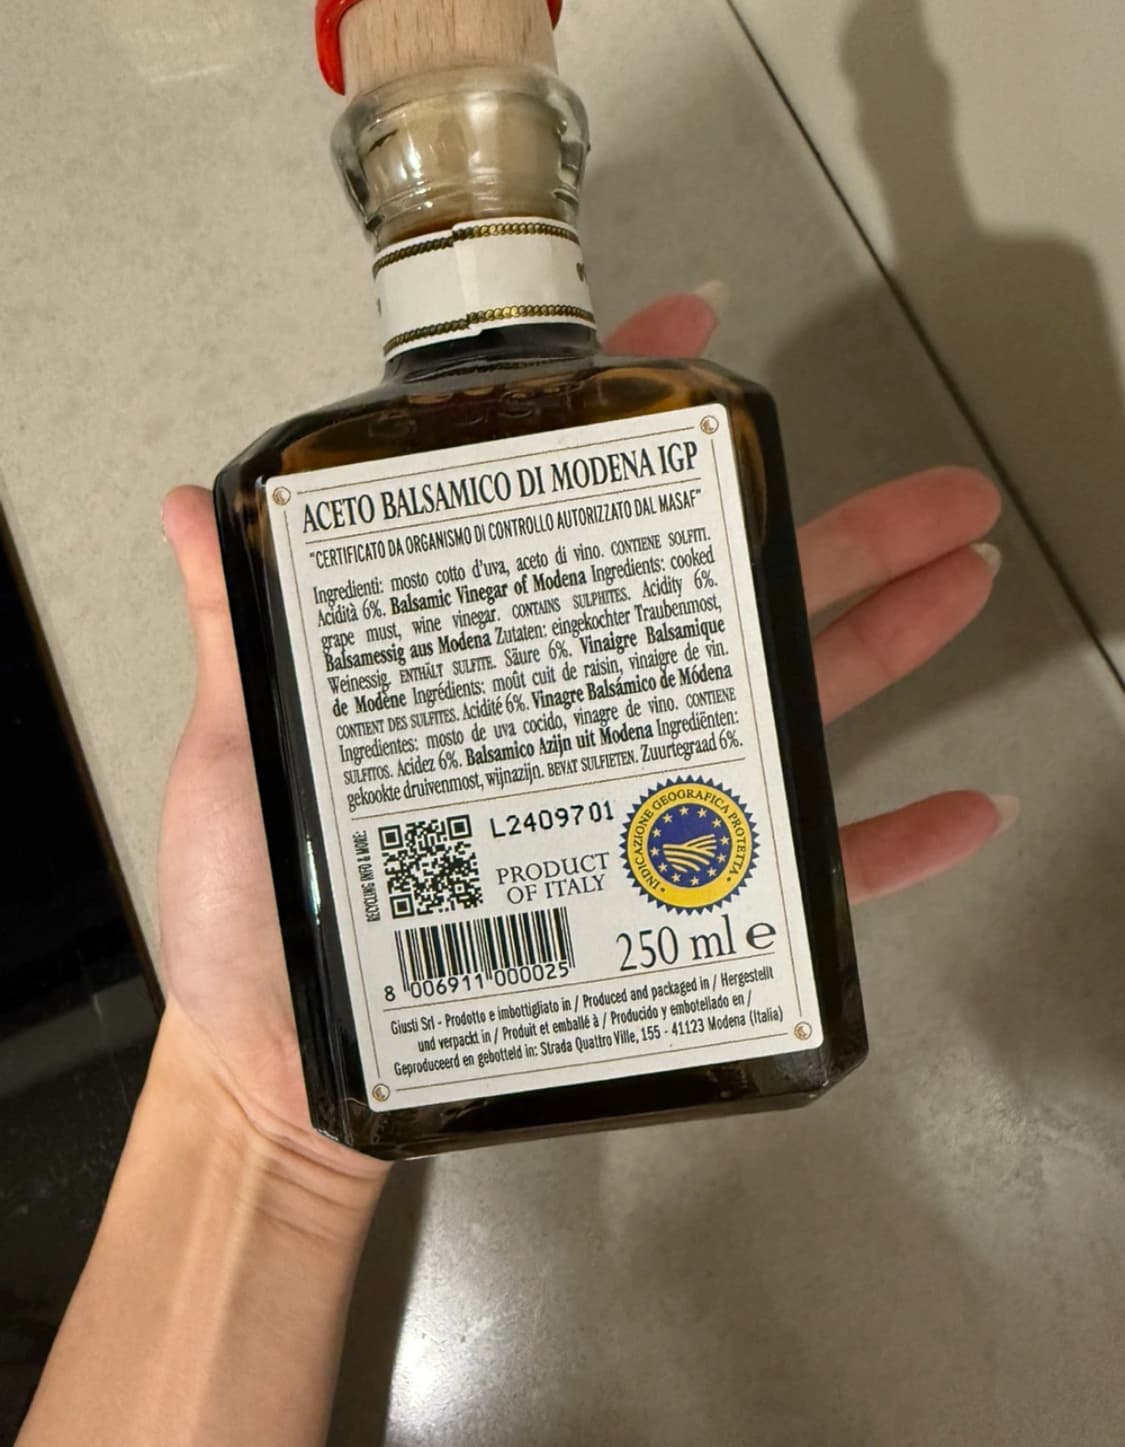 ACETO BALSAMICO DI MODENA IGP
"CERTIFICATO DA ORGANISMO DI CONTROLLO AUTORIZZATO DAL MASAF"
Ingredienti: mosto cotto d'uva, aceto di vino. CONTIENE SOLFITI.
Acidità 6%. Balsamic Vinegar of Modena Ingredients: cooked
grape must, wine vinegar. CONTAINS SULPHITES. Acidity 6%.
Balsamessig aus Modena Zutaten: eingekochter Traubenmost,
Weinessig. ENTHÄLT SULFITE. Säure 6%. Vinaigre Balsamique
de Modène Ingrédients: moût cuit de raisin, vinaigre de vin.
CONTIENT DES SULFITES. Acidité 6%. Vinagre Balsámico de Módena
Ingredientes: mosto de uva cocido, vinagre de vino. CONTIENE
SULFITOS. Acidez 6%. Balsamico Azijn uit Modena Ingrediënten:
gekookte druivenmost, wijnazijn. BEVAT SULFIETEN. Zuurtegraad 6%.
RECYCLING INFO & MORE:
L2409701
PRODUCT
OF ITALY
INDICAZIONE GEOGRAFICA PROTETTA
250 ml e
8 006911 000025
Giusti Srl - Prodotto e imbottigliato in / Produced and packaged in / Hergestellt
und verpackt in / Produit et emballé à / Producido y embotellado en /
Geproduceerd en gebotteld in: Strada Quattro Ville, 155 - 41123 Modena (Italia)